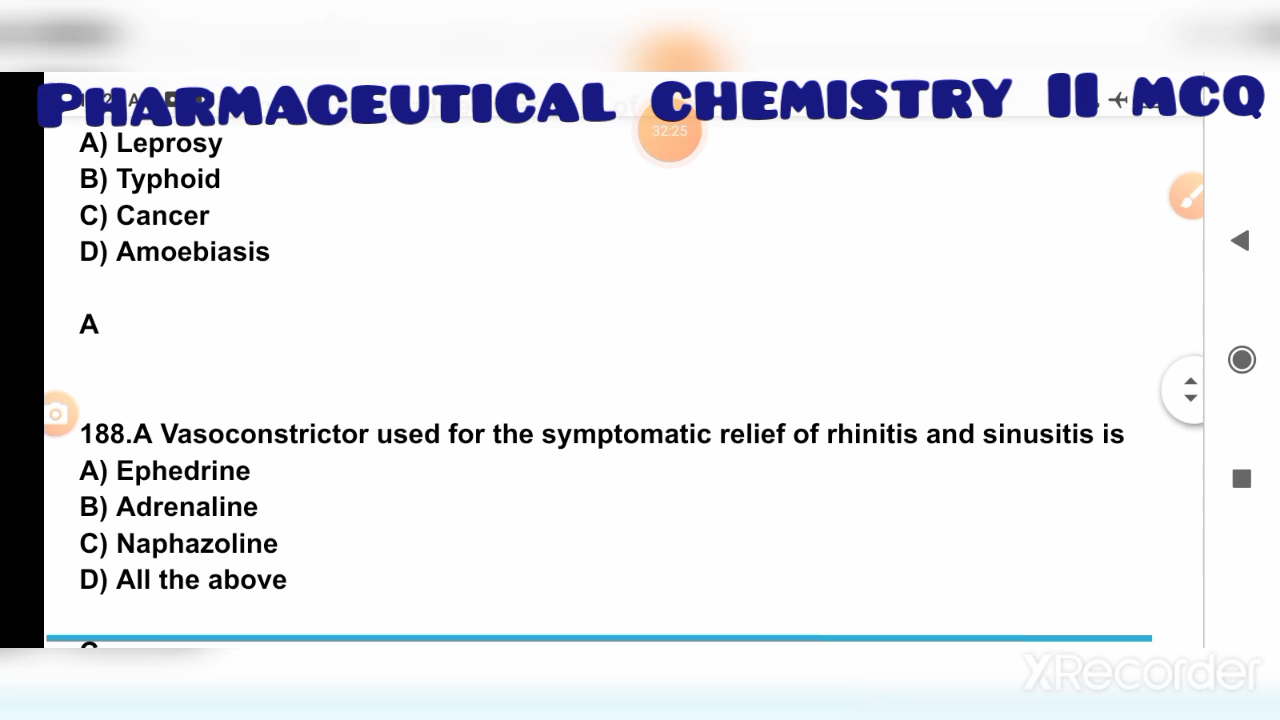 PHARMACEUTICAL CHEMISTRY II MCQ
32:25
A) Leprosy
B) Typhoid
C) Cancer
D) Amoebiasis
A
188.A Vasoconstrictor used for the symptomatic relief of rhinitis and sinusitis is
A) Ephedrine
B) Adrenaline
C) Naphazoline
D) All the above
XRecorder